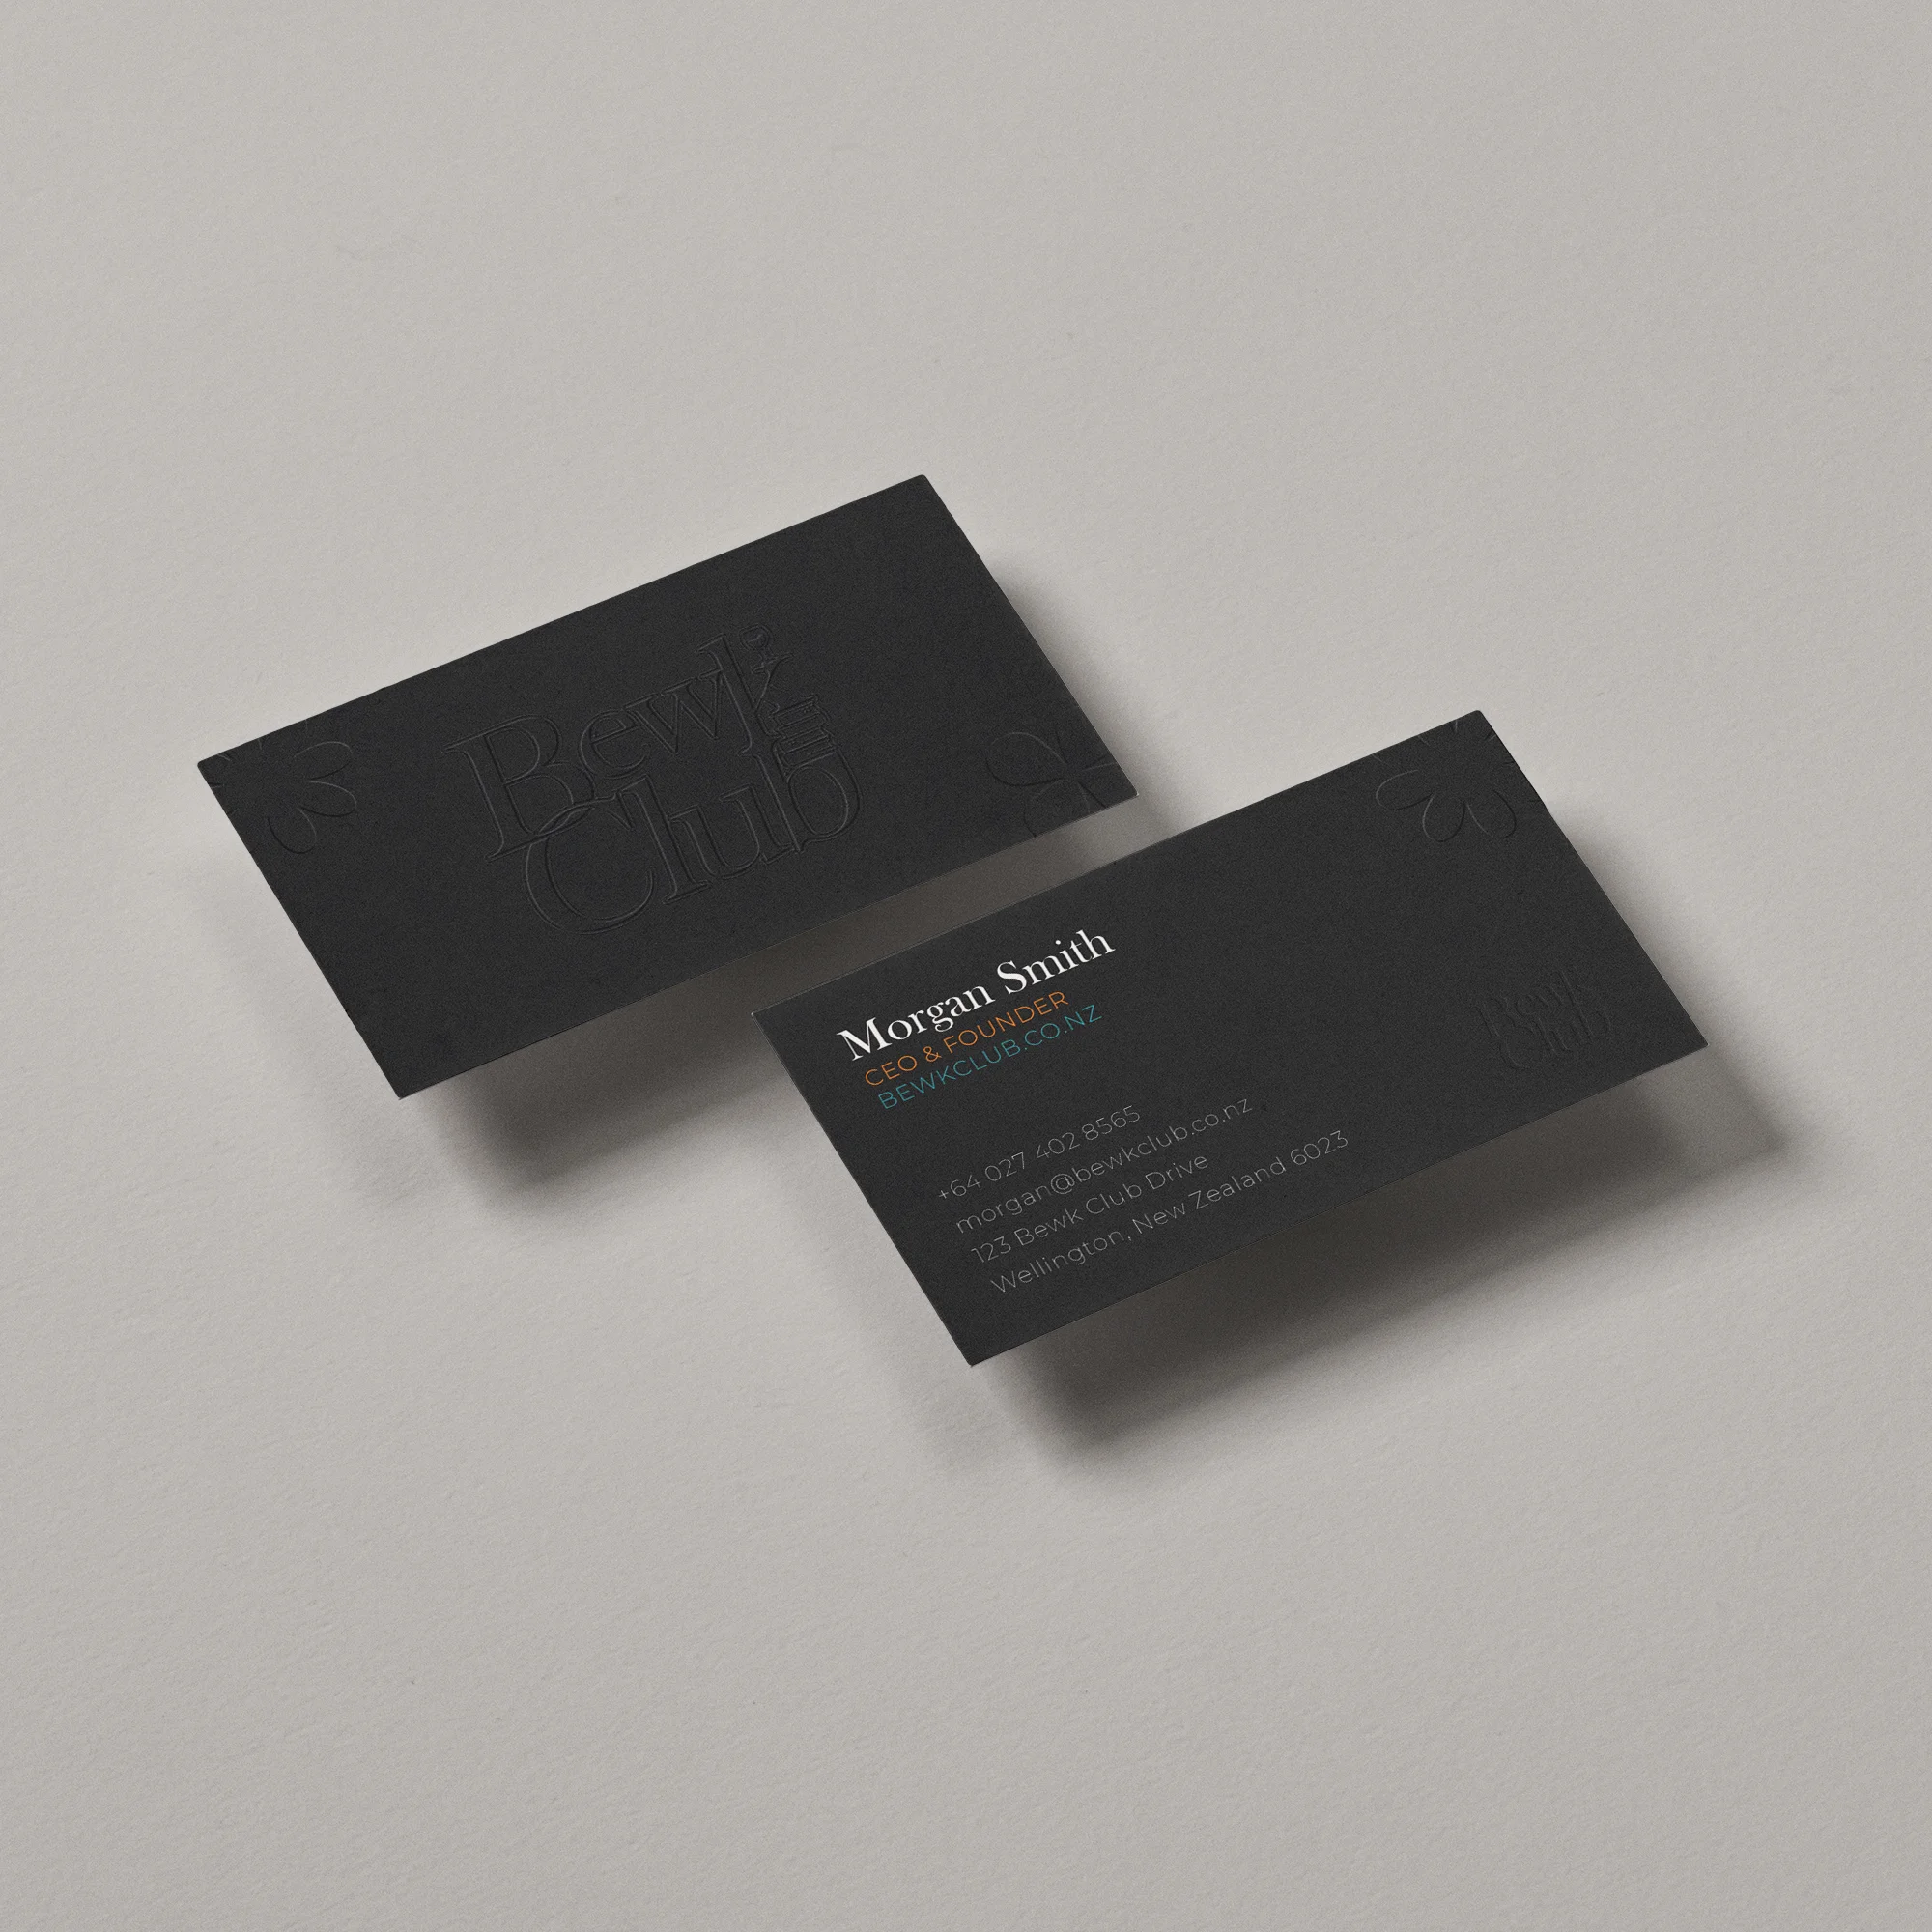 Bewk
Club
Morgan Smith
CEO & FOUNDER
BEWKCLUB.CO.NZ
+64 027 402 8565
morgan@bewkclub.co.nz
123 Bewk Club Drive
Wellington, New Zealand 6023
Bewk
Club